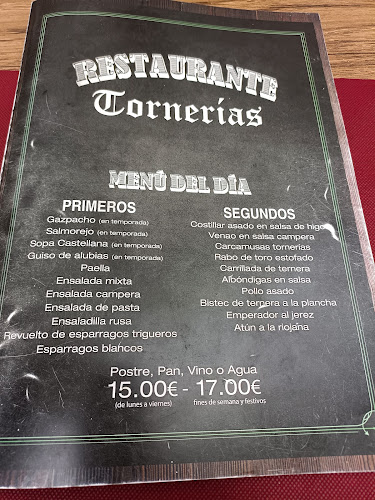 RESTAURANTE
Tornerías
MENÚ DEL DÍA
PRIMEROS
Gazpacho (en temporada)
Salmorejo (en temporada)
Sopa Castellana (en temporada)
Guiso de alubias (en temporada)
Paella
Ensalada mixta
Ensalada campera
Ensalada de pasta
Ensaladilla rusa
Revuelto de esparragos trigueros
Esparragos blancos
SEGUNDOS
Costillar asado en salsa de higos
Venao en salsa campera
Carcamusas tornerias
Rabo de toro estofado
Carrillada de ternera
Albóndigas en salsa
Pollo asado
Bistec de ternera a la plancha
Emperador al jerez
Atún a la riojana
Postre, Pan, Vino o Agua
15.00€ - 17.00€
(de lunes a viernes) fines de semana y festivos